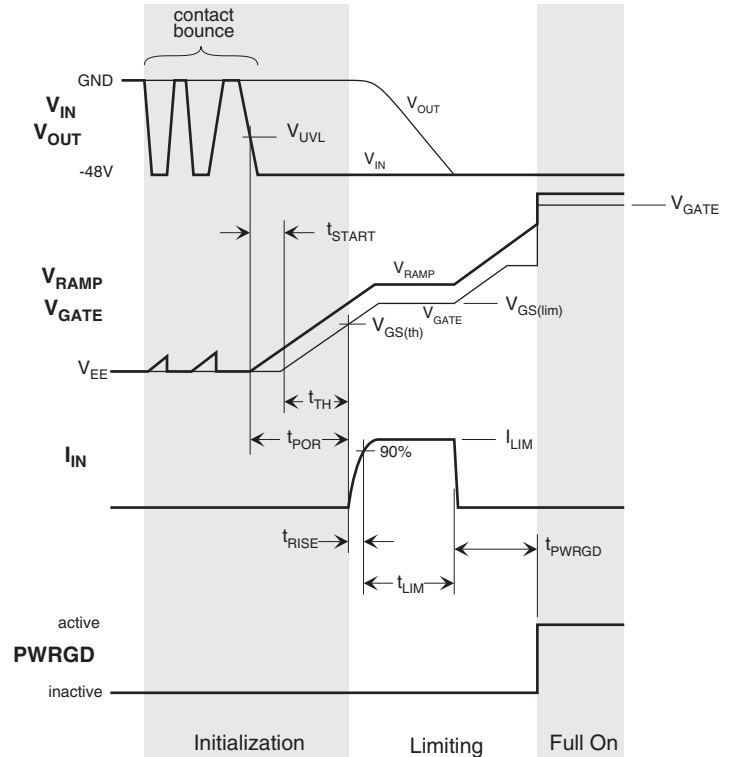 contact
bounce
GND
VIN
VOUT
-48V
VOUT
VUVL
VIN
VGATE
tSTART
VRAMP
VGATE
VRAMP
VGATE
VGS(lim)
VGS(th)
VEE
tTH
tPOR
IIN
ILIM
90%
tRISE
tPWRGD
tLIM
active
PWRGD
inactive
Initialization
Limiting
Full On